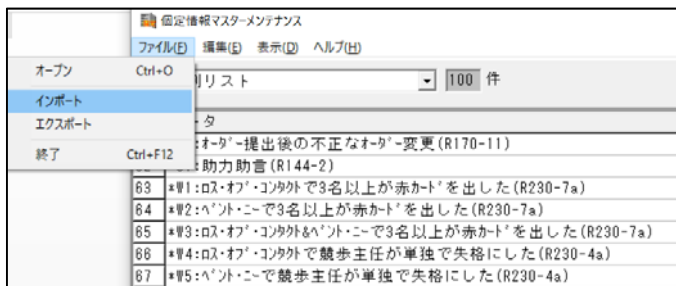 個定情報マスターメンテナンス
ファイル(F) 編集(E) 表示(D) ヘルプ(H)
オープン Ctrl+O
インポート
エクスポート
終了 Ctrl+F12
リスト 100 件
タ
:ｵｰﾀﾞｰ提出後の不正なｵｰﾀﾞｰ変更(R170-11)
:助力助言(R144-2)
63 *W1:ﾛｽ･ｵﾌﾞ･ｺﾝﾀｸﾄで3名以上が赤ｶｰﾄﾞを出した(R230-7a)
64 *W2:ﾍﾞﾝﾄ･ﾆｰで3名以上が赤ｶｰﾄﾞを出した(R230-7a)
65 *W3:ﾛｽ･ｵﾌﾞ･ｺﾝﾀｸﾄ&ﾍﾞﾝﾄ･ﾆｰで3名以上が赤ｶｰﾄﾞを出した(R230-7a)
66 *W4:ﾛｽ･ｵﾌﾞ･ｺﾝﾀｸﾄで競歩主任が単独で失格にした(R230-4a)
67 *W5:ﾍﾞﾝﾄ･ﾆｰで競歩主任が単独で失格にした(R230-4a)